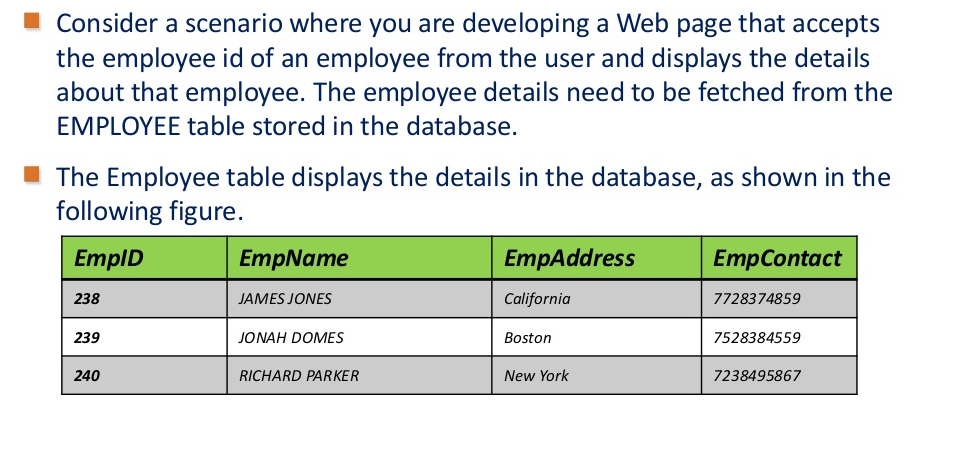 Consider a scenario where you are developing a Web page that accepts
the employee id of an employee from the user and displays the details
about that employee. The employee details need to be fetched from the
EMPLOYEE table stored in the database.
The Employee table displays the details in the database, as shown in the
following figure.
EmpID EmpName EmpAddress EmpContact
238 JAMES JONES California 7728374859
239 JONAH DOMES Boston 7528384559
240 RICHARD PARKER New York 7238495867